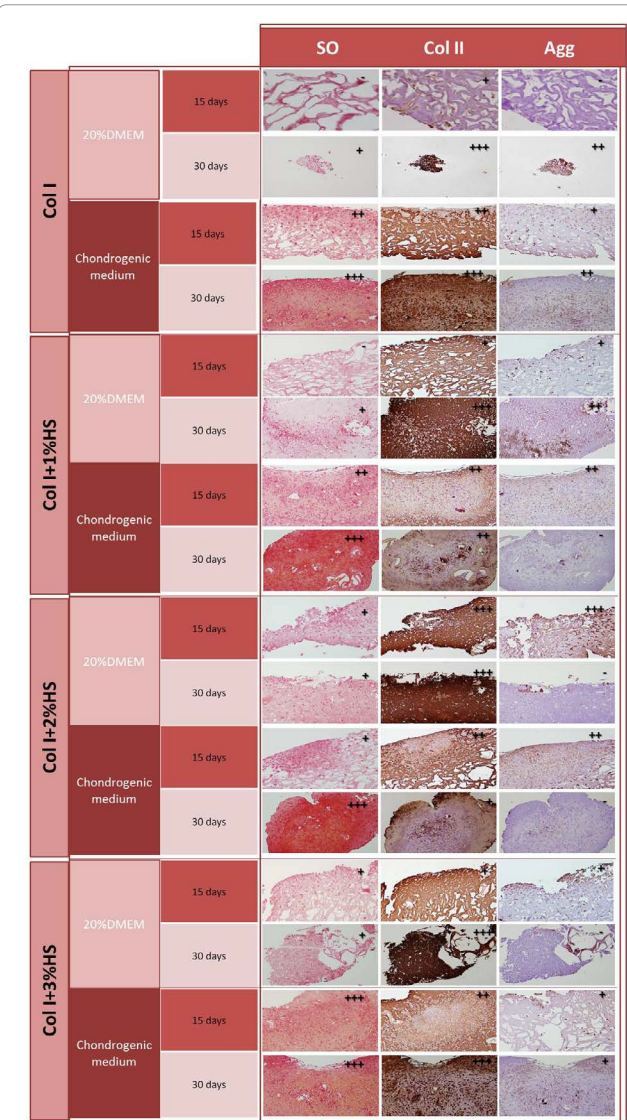 SO Col II Agg
Col I
20%DMEM
15 days
- + -
30 days
+ +++ ++
Chondrogenic
medium
15 days
++ ++ +
30 days
+++ +++ ++
Col I+1%HS
20%DMEM
15 days
- + +
30 days
+ +++ ++
Chondrogenic
medium
15 days
++ ++ ++
30 days
+++ ++ -
Col I+2%HS
20%DMEM
15 days
+ +++ +++
30 days
+ +++ -
Chondrogenic
medium
15 days
+ ++ ++
30 days
+++ + -
Col I+3%HS
20%DMEM
15 days
+ + +
30 days
+ +++ -
Chondrogenic
medium
15 days
+++ ++ +
30 days
+++ +++ +